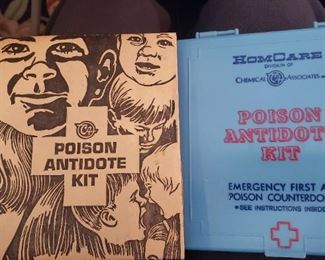 POISON
ANTIDOTE
KIT
HOMCARE
DIVISION OF
CHEMICAL ASSOCIATES
POISON
ANTIDOTE
KIT
EMERGENCY FIRST A
POISON COUNTERDO
*SEE INSTRUCTIONS INSIDE